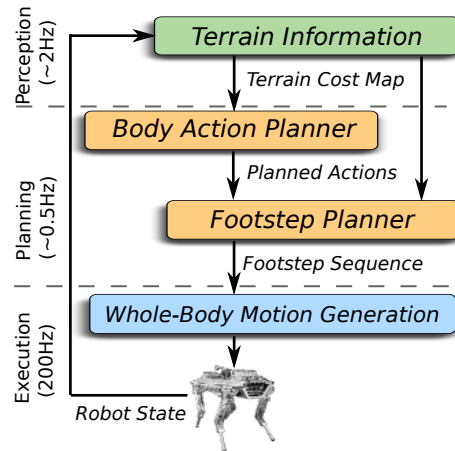 Perception
(~2Hz)
Terrain Information
Terrain Cost Map
Planning
(~0.5Hz)
Body Action Planner
Planned Actions
Footstep Planner
Footstep Sequence
Execution
(200Hz)
Whole-Body Motion Generation
Robot State